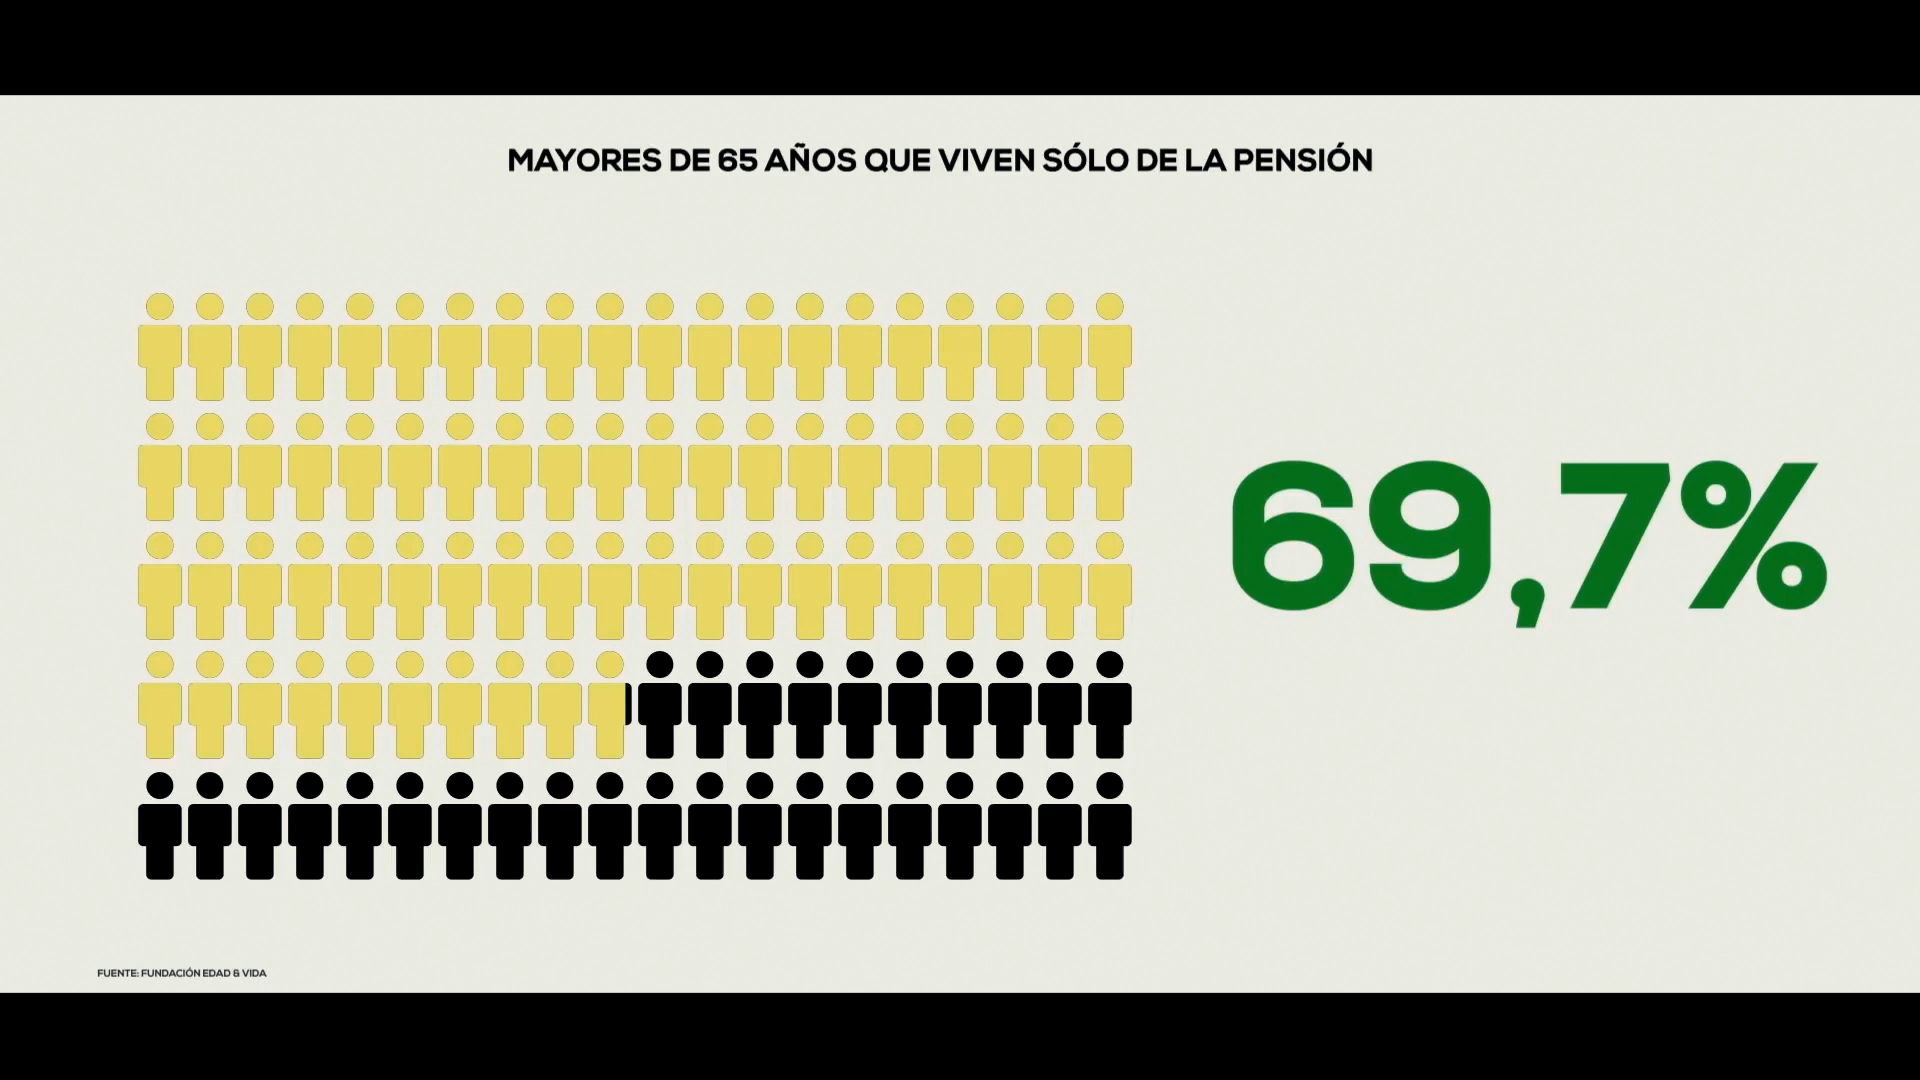 MAYORES DE 65 AÑOS QUE VIVEN SÓLO DE LA PENSIÓN
69,7%
FUENTE: FUNDACIÓN EDAD & VIDA